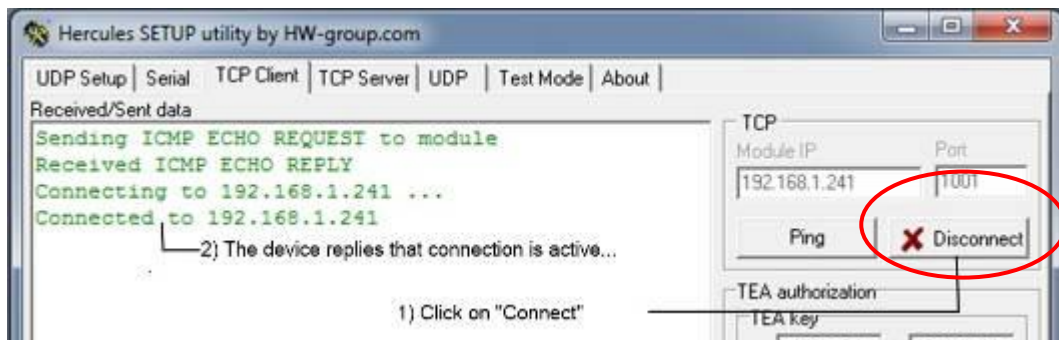 Hercules SETUP utility by HW-group.com
UDP Setup Serial TCP Client TCP Server UDP Test Mode About
Received/Sent data
Sending ICMP ECHO REQUEST to module
Received ICMP ECHO REPLY
Connecting to 192.168.1.241 ...
Connected to 192.168.1.241
2) The device replies that connection is active...
1) Click on "Connect"
TCP
Module IP Port
192.168.1.241 1001
Ping Disconnect
TEA authorization
TEA key